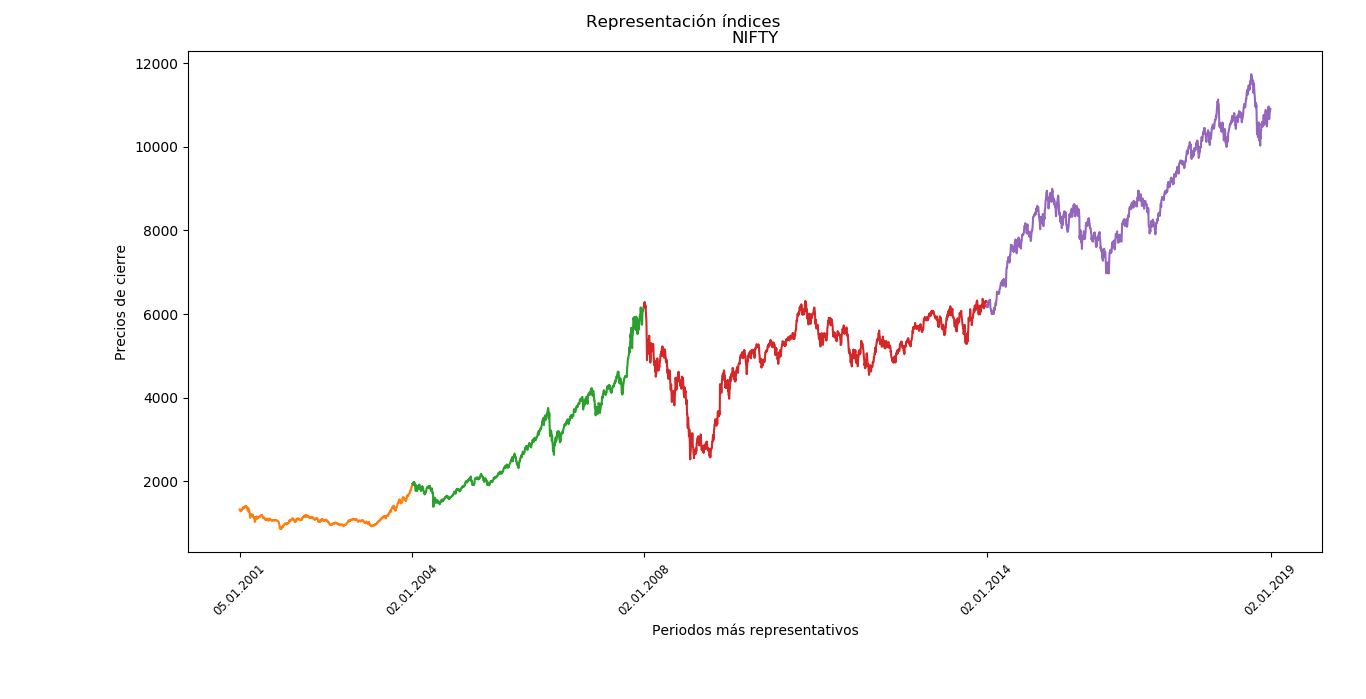 Representación índices
NIFTY
12000
10000
8000
6000
4000
2000
Precios de cierre
05.01.2001
02.01.2004
02.01.2008
02.01.2014
02.01.2019
Periodos más representativos